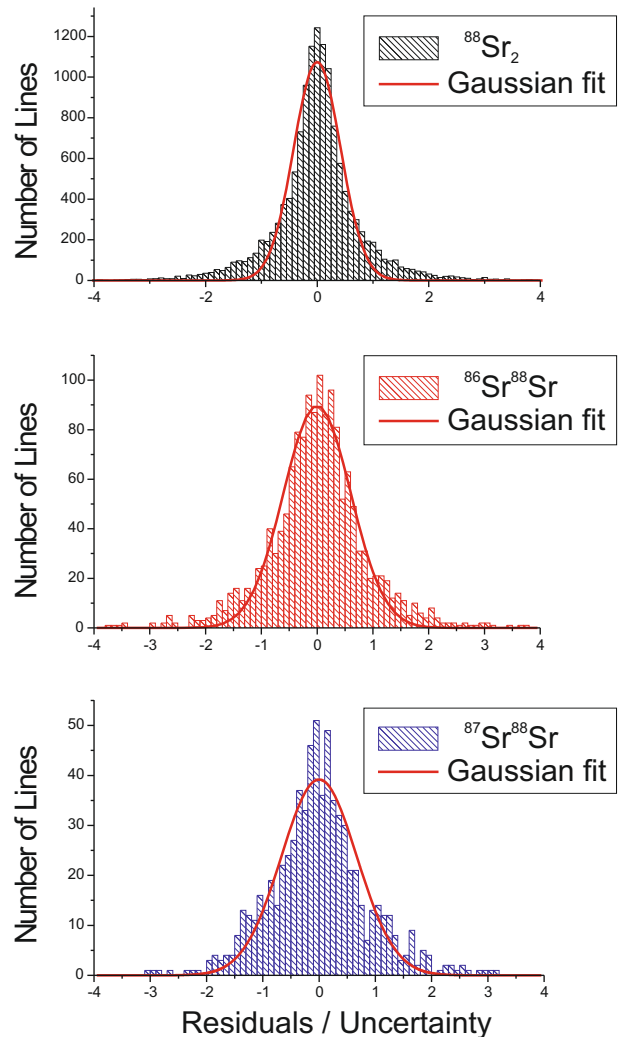 Number of Lines
1200
1000
800
600
400
200
0
-4 -2 0 2 4
⁸⁸Sr₂
Gaussian fit
Number of Lines
100
80
60
40
20
0
-4 -3 -2 -1 0 1 2 3 4
⁸⁶Sr⁸⁸Sr
Gaussian fit
Number of Lines
50
40
30
20
10
0
-4 -3 -2 -1 0 1 2 3 4
⁸⁷Sr⁸⁸Sr
Gaussian fit
Residuals / Uncertainty